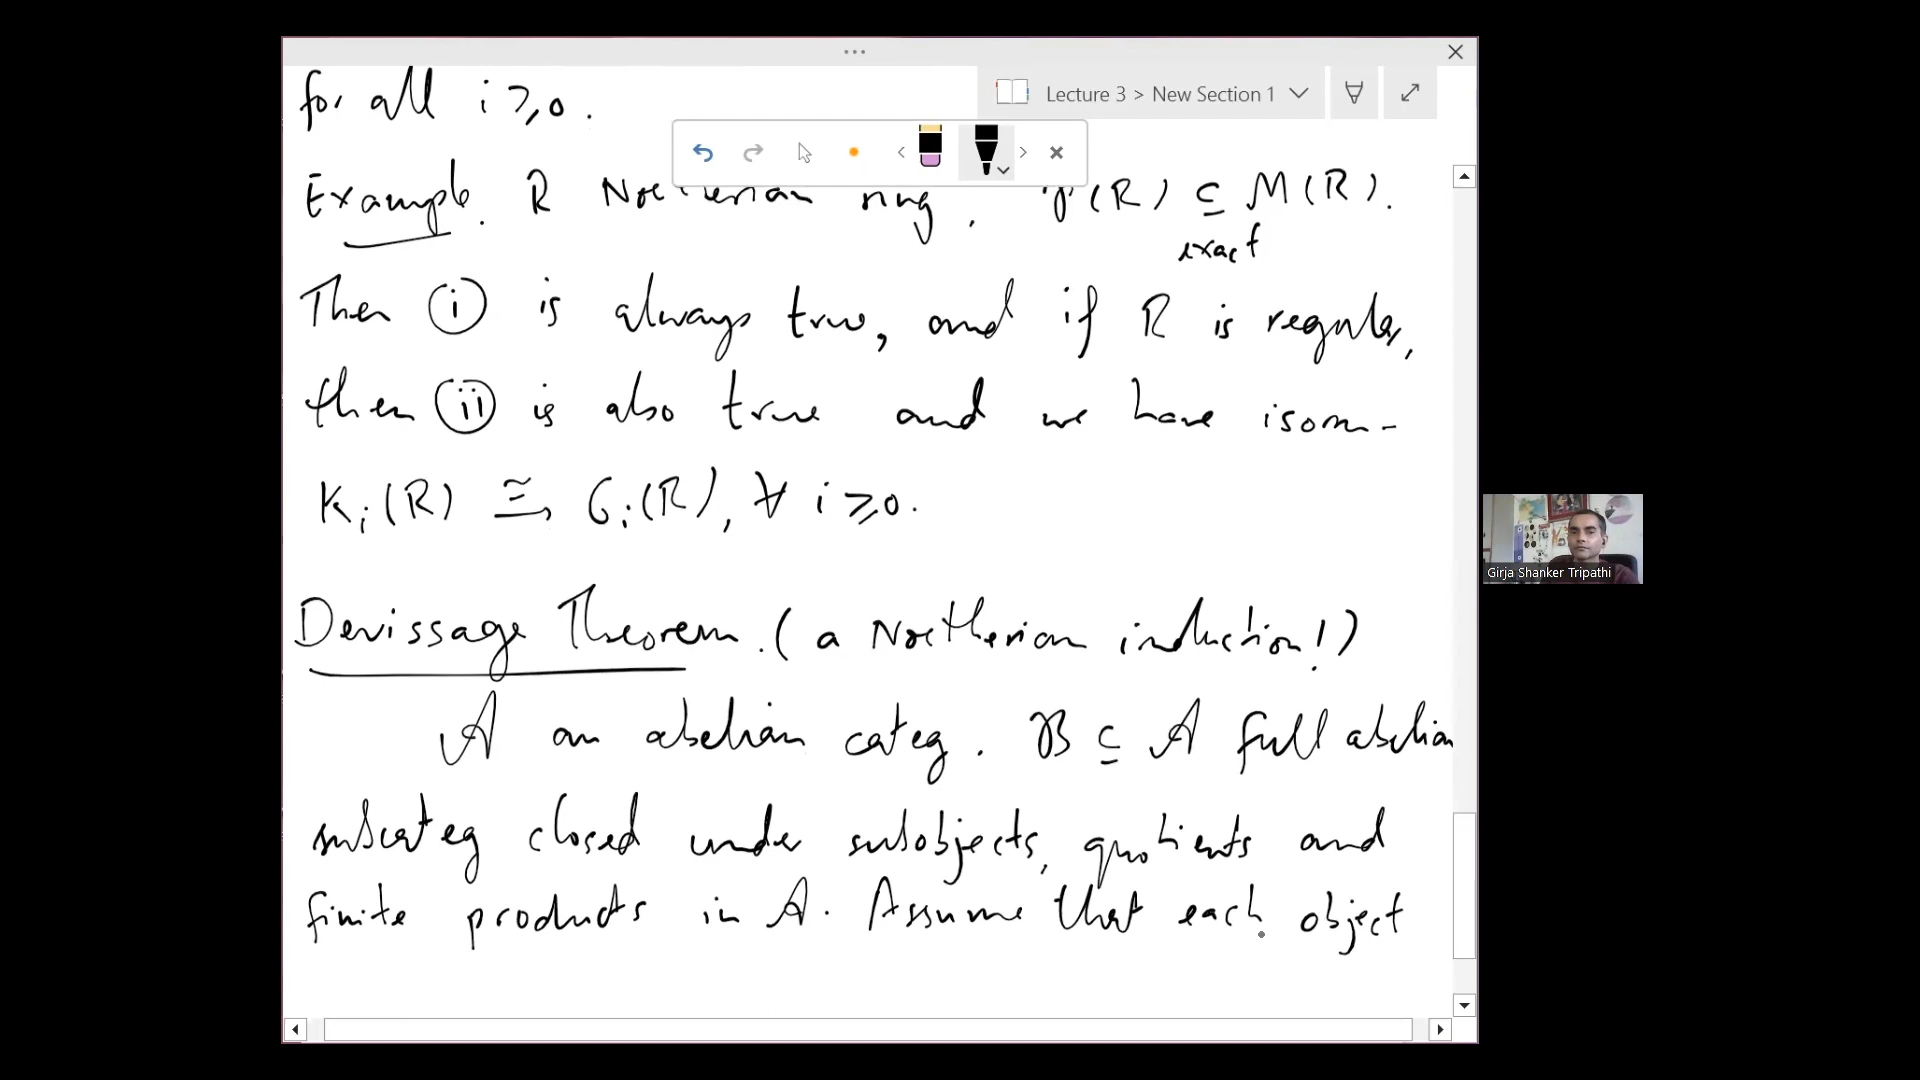 for all i ≥ 0.
Lecture 3 > New Section 1
Example. R Noetherian ring. P(R) ⊆ M(R).
exact
Then (i) is always true, and if R is regular,
then (ii) is also true and we have isom-
K_i(R) ≅ G_i(R), ∀ i ≥ 0.
Devissage Theorem. (a Noetherian induction!)
A an abelian categ. B ⊆ A full abelian
subcateg closed under subobjects, quotients and
finite products in A. Assume that each object
Girja Shanker Tripathi